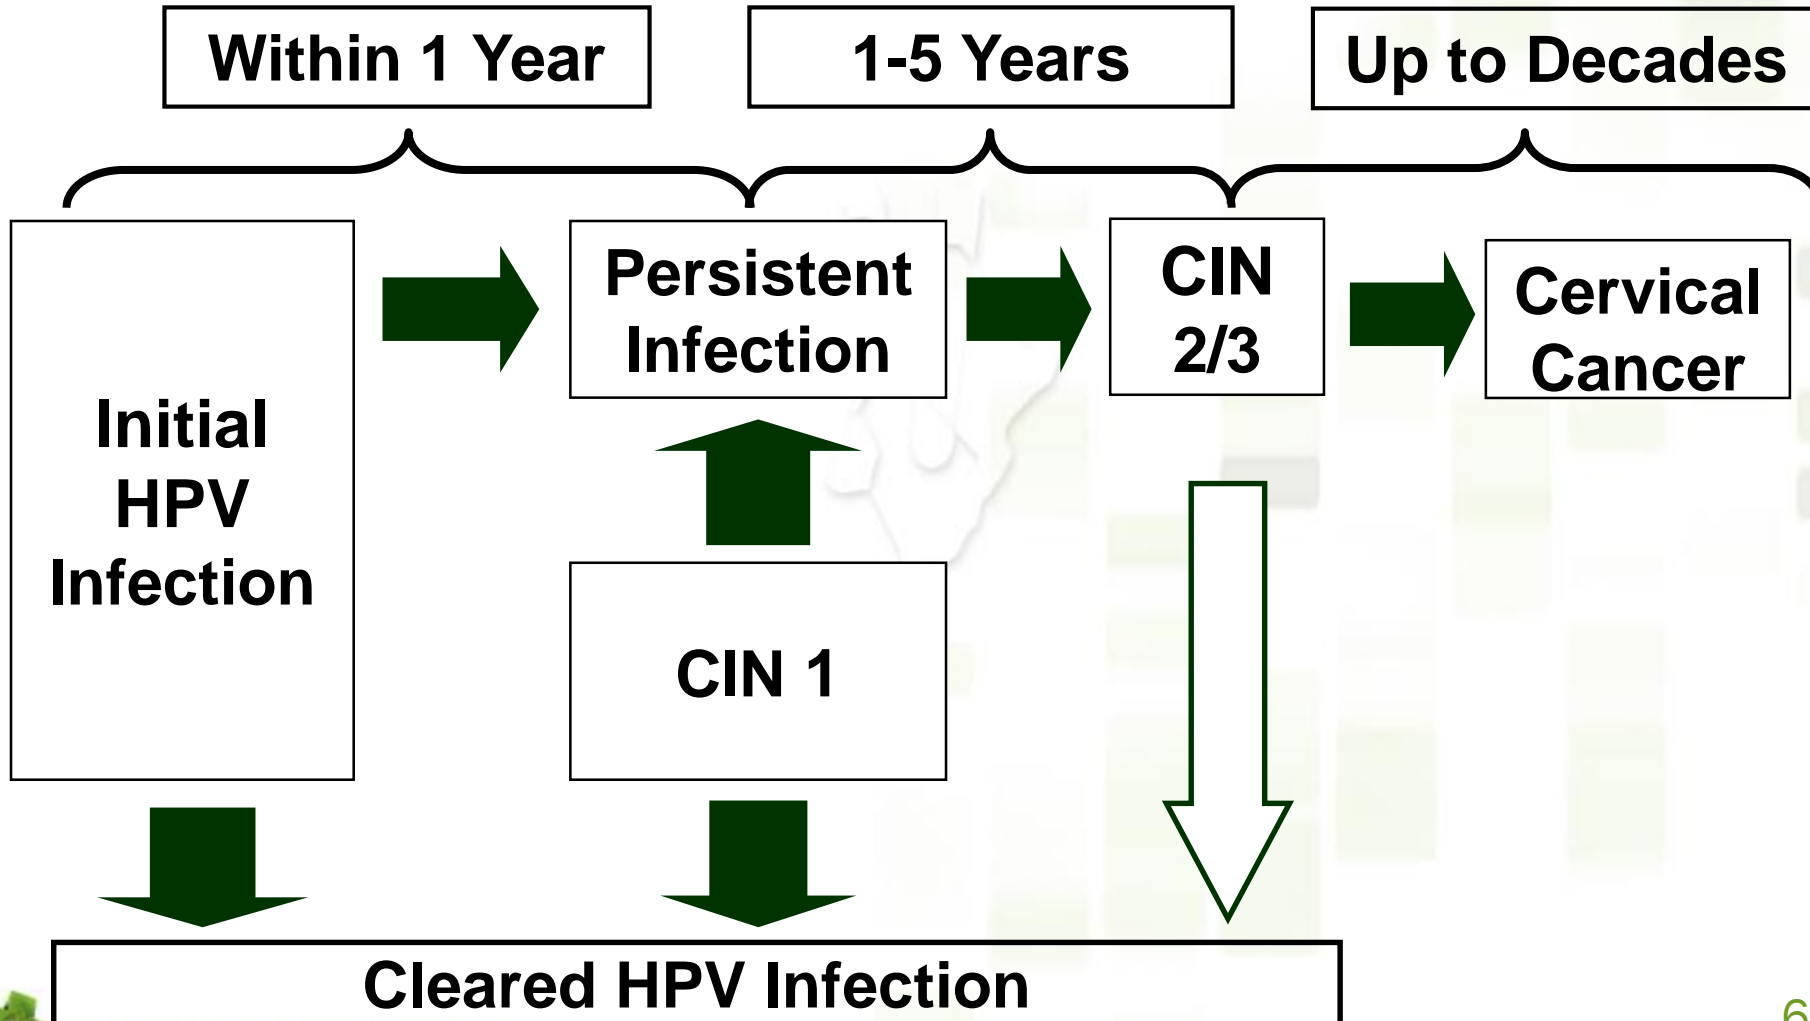 Within 1 Year
1-5 Years
Up to Decades
Initial
HPV
Infection
Persistent
Infection
CIN
2/3
Cervical
Cancer
CIN 1
Cleared HPV Infection
6